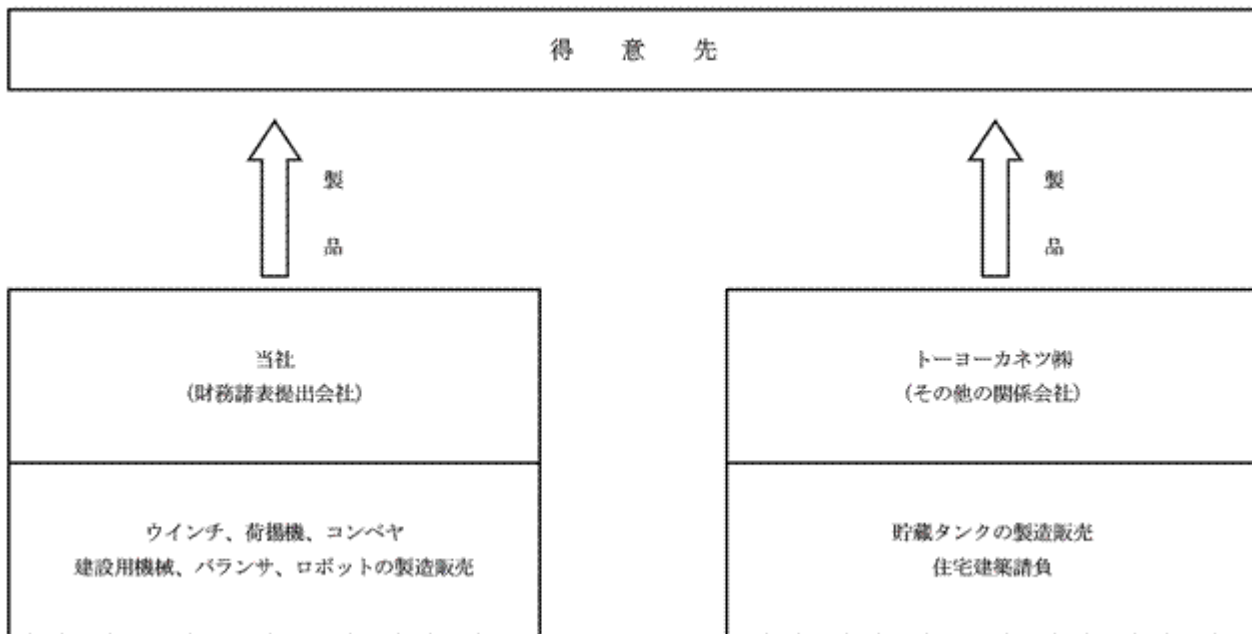 得意先
製品
製品
当社
(財務諸表提出会社)
トーヨーカネツ㈱
(その他の関係会社)
ウインチ、荷揚機、コンベヤ
建設用機械、バランサ、ロボットの製造販売
貯蔵タンクの製造販売
住宅建築請負